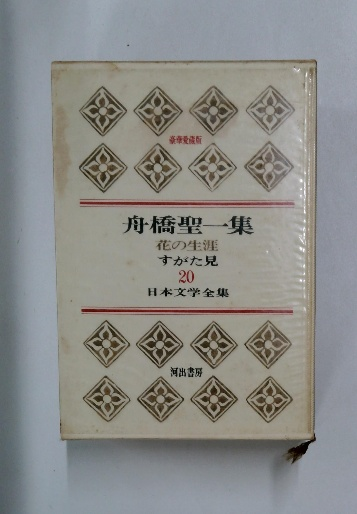 豪華愛蔵版
舟橋聖一集
花の生涯
すがた見
20
日本文学全集
河出書房